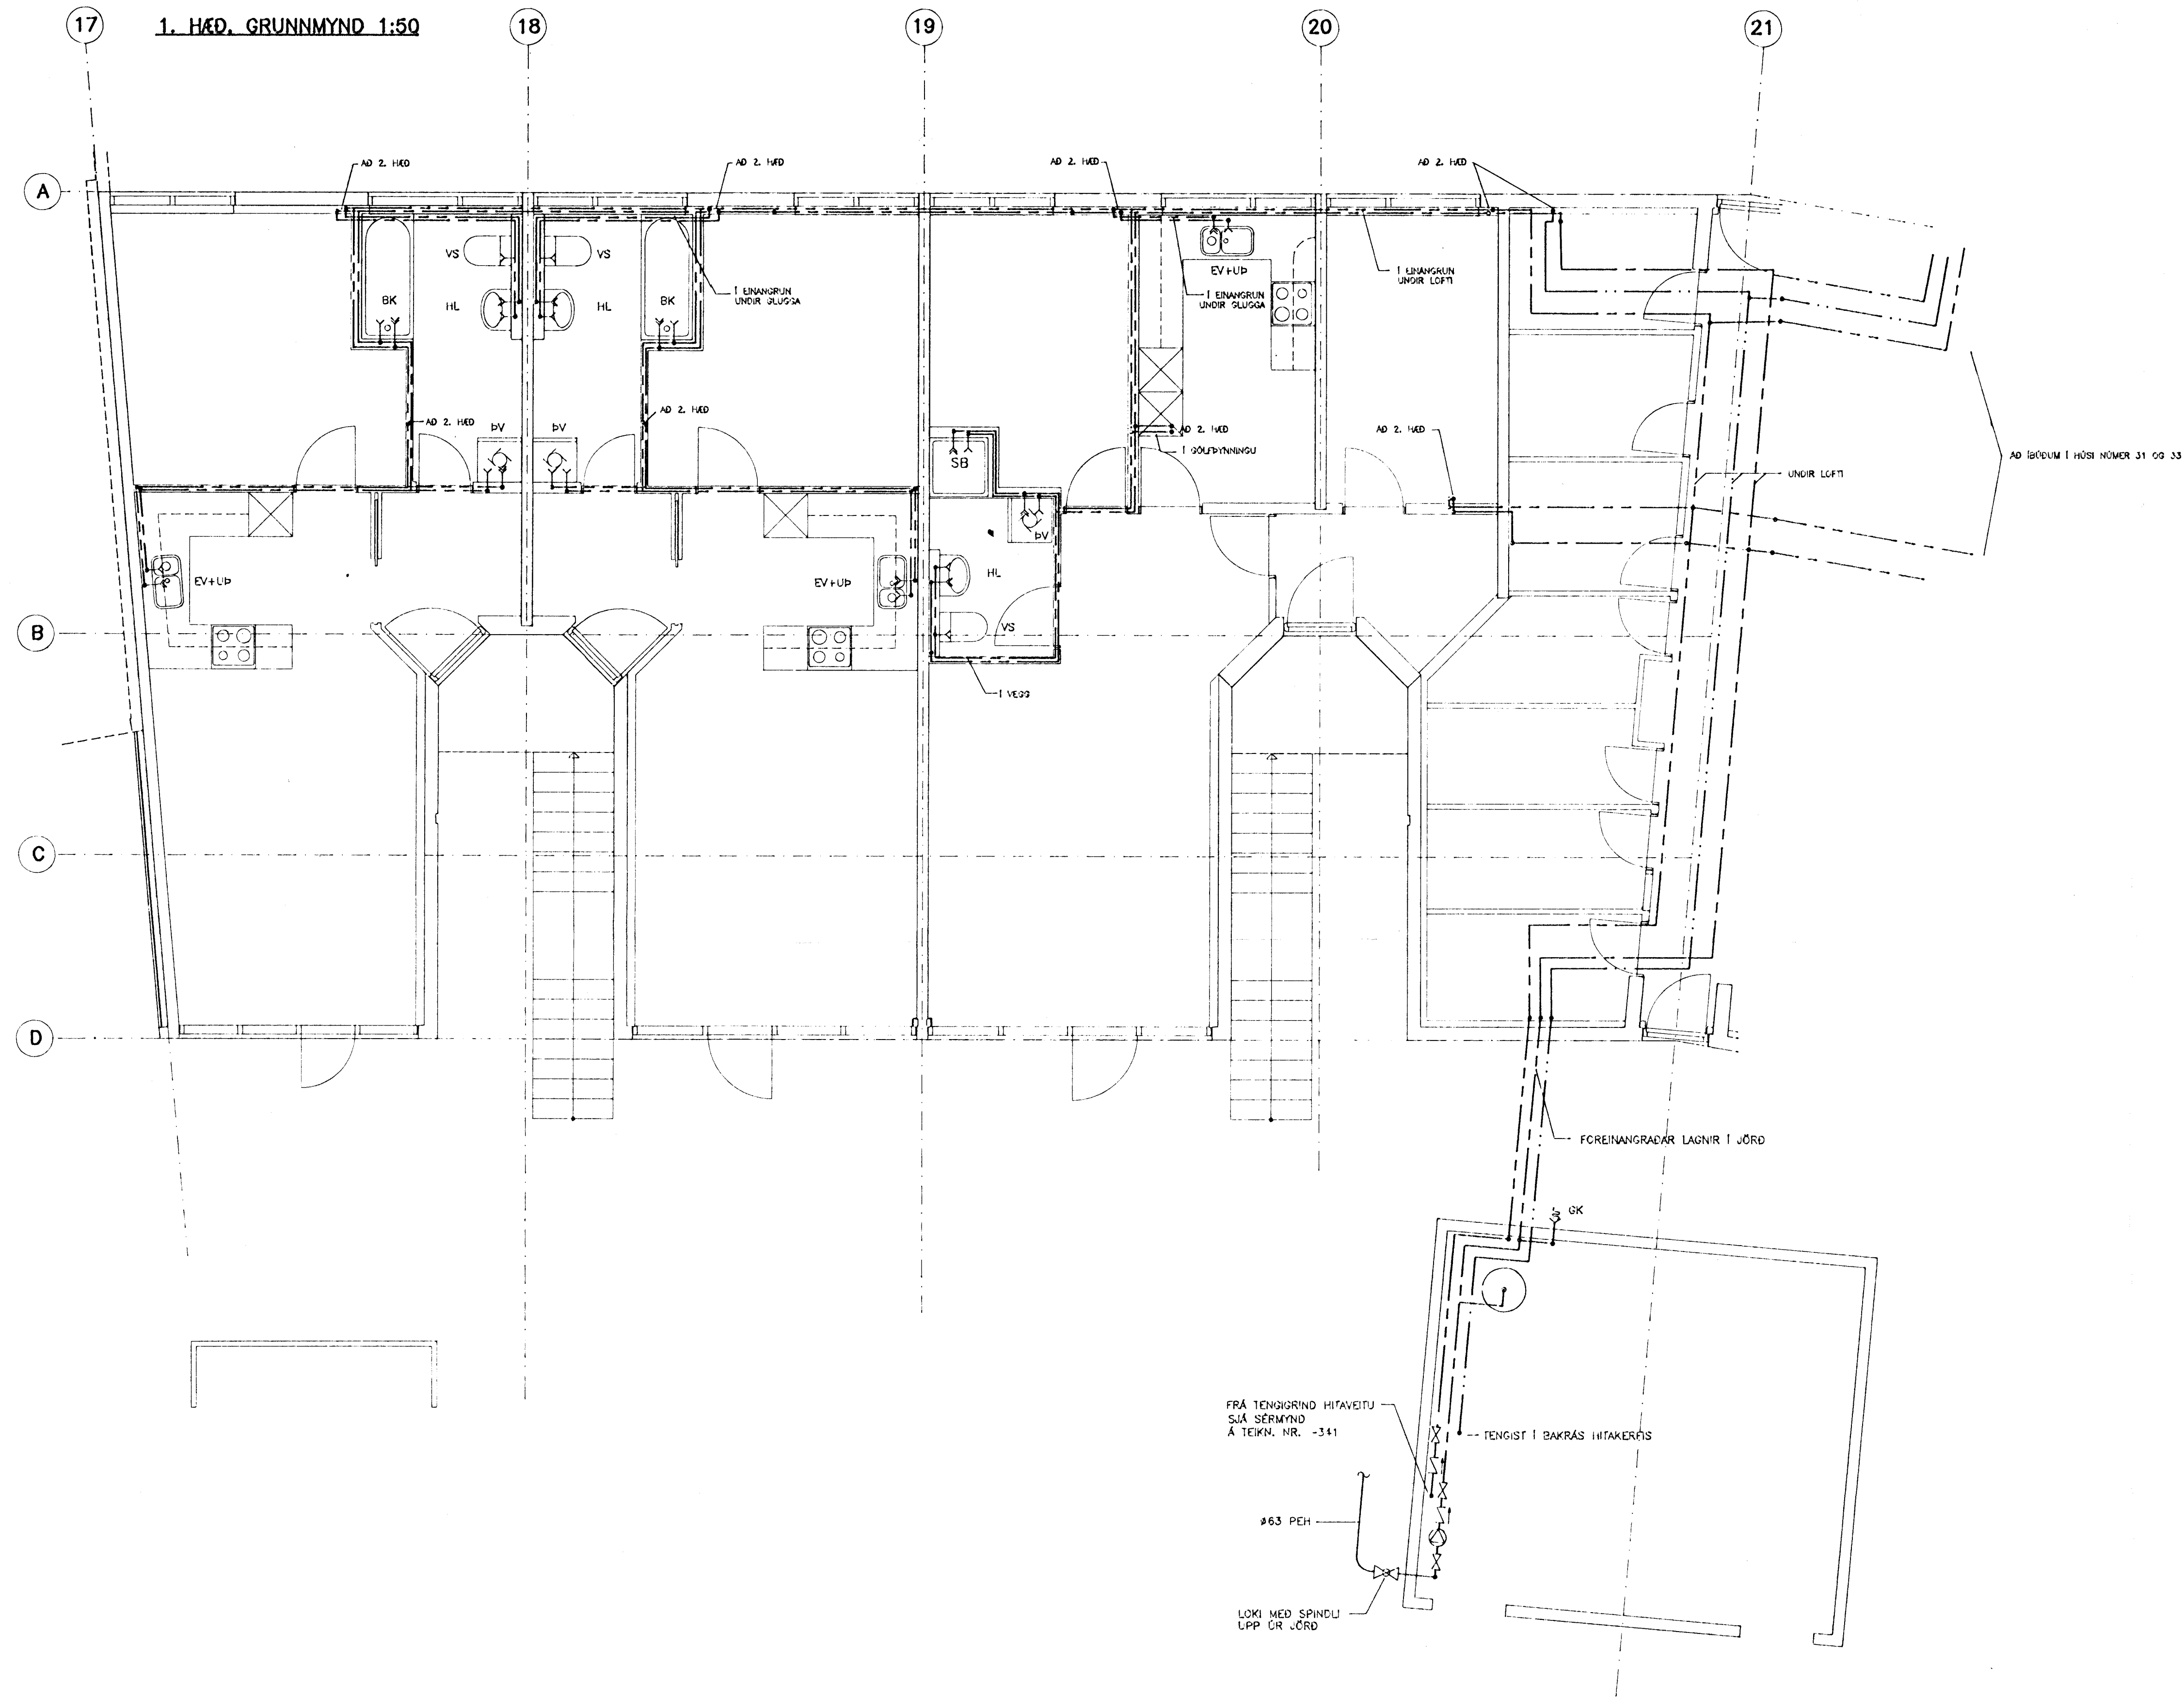 17
1. HÆÐ. GRUNNMYND 1:50
18
19
20
21
A
AÐ 2. HÆÐ
AÐ 2. HÆÐ
AÐ 2. HÆÐ
AÐ 2. HÆÐ
VS
VS
BK
HL
HL
BK
Í EINANGRUN
UNDIR GLUGGA
EV+UÞ
Í EINANGRUN
UNDIR GLUGGA
Í EINANGRUN
UNDIR LOFTI
AÐ 2. HÆÐ
AÐ 2. HÆÐ
ÞV
ÞV
AÐ 2. HÆÐ
AÐ 2. HÆÐ
Í GÓLFÞYNNINGU
SB
AÐ ÍBÚÐUM Í HÚSI NÚMER 31 OG 33
UNDIR LOFTI
ÞV
EV+UÞ
EV+UÞ
HL
B
VS
Í VEGG
C
D
FOREINANGRAÐAR LAGNIR Í JÖRÐ
GK
FRÁ TENGIGRIND HITAVEITU
SJÁ SÉRMYND
Á TEIKN. NR. -341
TENGIST Í BAKRÁS HITAKERFIS
ø63 PEH
LOKI MEÐ SPINDLI
UPP ÚR JÖRÐ